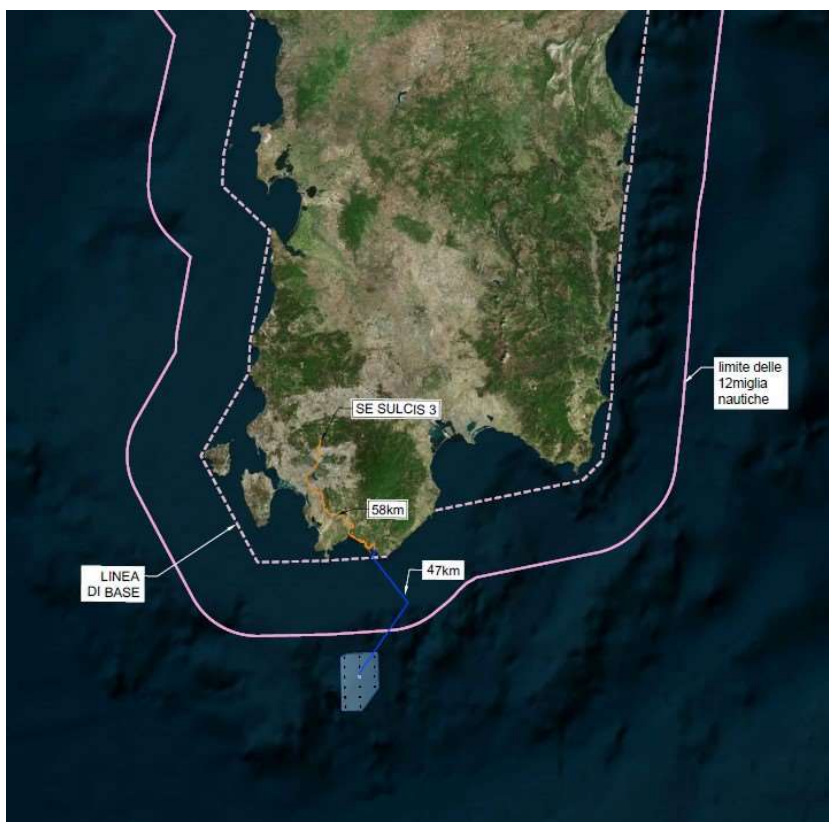 limite delle
12miglia
nautiche
SE SULCIS 3
58km
47km
LINEA
DI BASE